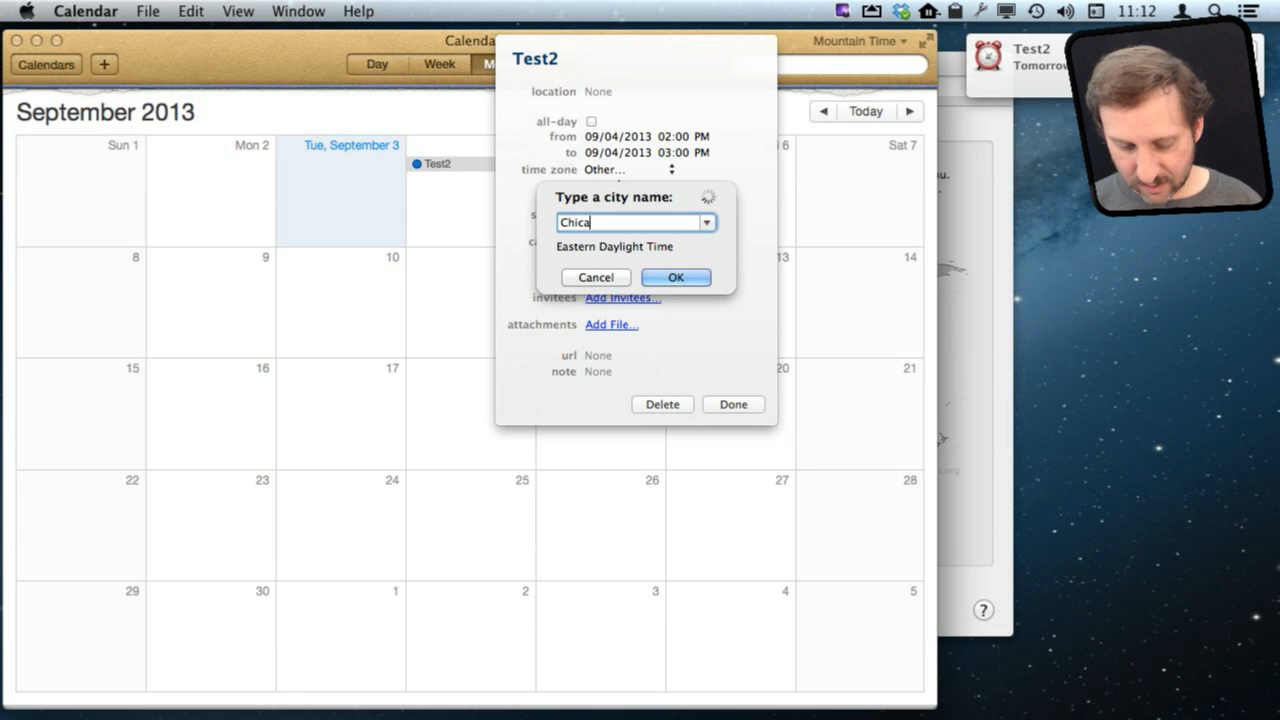 Calendar File Edit View Window Help 11:12
Calenda Mountain Time
Calendars + Day Week M
September 2013
Today
Sun 1 Mon 2 Tue, September 3 6 Sat 7
Test2
8 9 10 13 14
15 16 17 20 21
22 23 24 25 26 27 28
29 30 1 2 3 4 5
Test2
location None
all-day
from 09/04/2013 02:00 PM
to 09/04/2013 03:00 PM
time zone Other...
Type a city name:
Chica
Eastern Daylight Time
Cancel OK
invitees Add Invitees...
attachments Add File...
url None
note None
Delete Done
Test2
Tomorrow
?